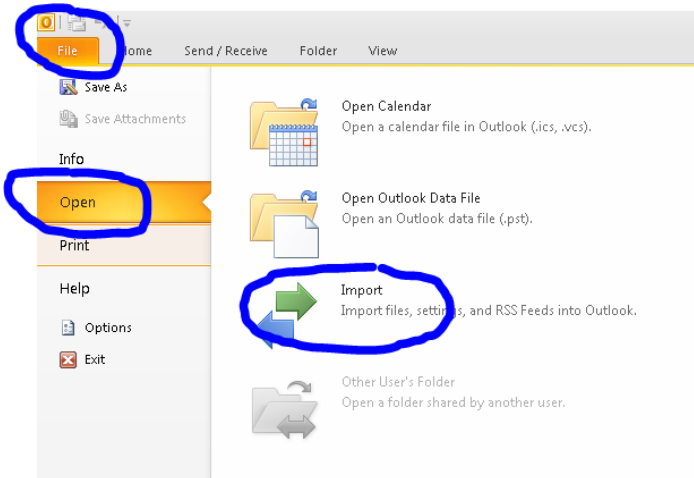 File Home Send / Receive Folder View
Save As
Save Attachments
Info
Open
Print
Help
Options
Exit
Open Calendar
Open a calendar file in Outlook (.ics, .vcs).
Open Outlook Data File
Open an Outlook data file (.pst).
Import
Import files, settings, and RSS Feeds into Outlook.
Other User's Folder
Open a folder shared by another user.